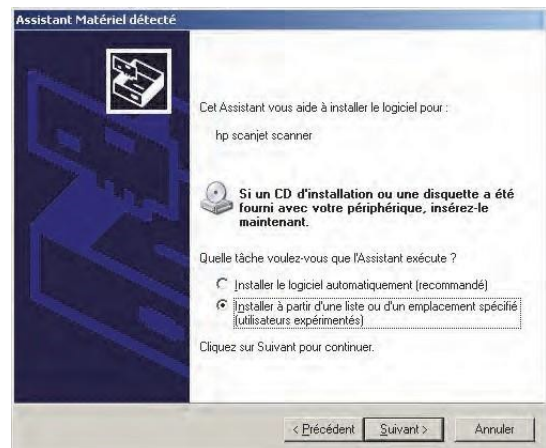 Assistant Matériel détecté
Cet Assistant vous aide à installer le logiciel pour :
hp scanjet scanner
Si un CD d'installation ou une disquette a été
fourni avec votre périphérique, insérez-le
maintenant.
Quelle tâche voulez-vous que l'Assistant exécute ?
Installer le logiciel automatiquement (recommandé)
Installer à partir d'une liste ou d'un emplacement spécifié
(utilisateurs expérimentés)
Cliquez sur Suivant pour continuer.
< Précédent Suivant > Annuler